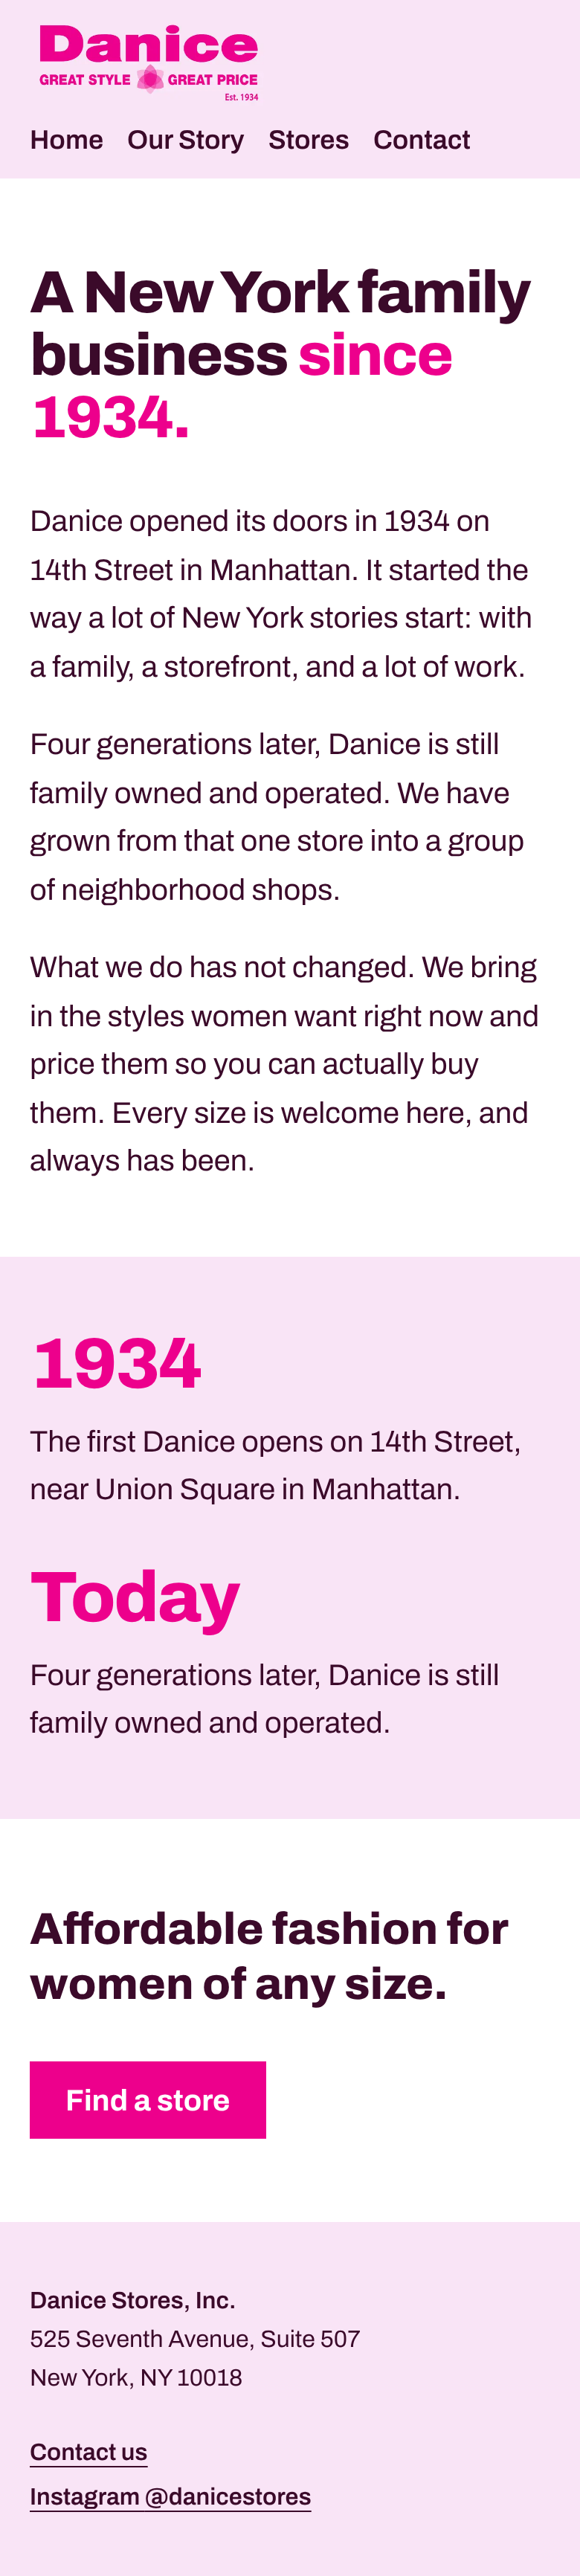 Danice
GREAT STYLE GREAT PRICE
Est. 1934
Home Our Story Stores Contact
A New York family
business since
1934.
Danice opened its doors in 1934 on
14th Street in Manhattan. It started the
way a lot of New York stories start: with
a family, a storefront, and a lot of work.
Four generations later, Danice is still
family owned and operated. We have
grown from that one store into a group
of neighborhood shops.
What we do has not changed. We bring
in the styles women want right now and
price them so you can actually buy
them. Every size is welcome here, and
always has been.
1934
The first Danice opens on 14th Street,
near Union Square in Manhattan.
Today
Four generations later, Danice is still
family owned and operated.
Affordable fashion for
women of any size.
Find a store
Danice Stores, Inc.
525 Seventh Avenue, Suite 507
New York, NY 10018
Contact us
Instagram @danicestores